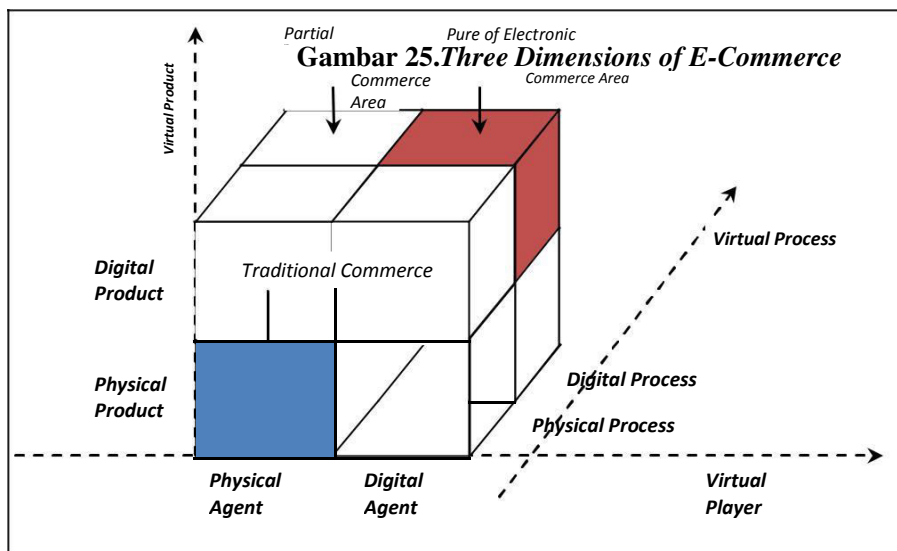 Partial
Pure of Electronic
Gambar 25.Three Dimensions of E-Commerce
Commerce
Area
Commerce Area
Virtual Product
Virtual Process
Digital
Product
Traditional Commerce
Physical
Product
Digital Process
Physical Process
Physical
Agent
Digital
Agent
Virtual
Player